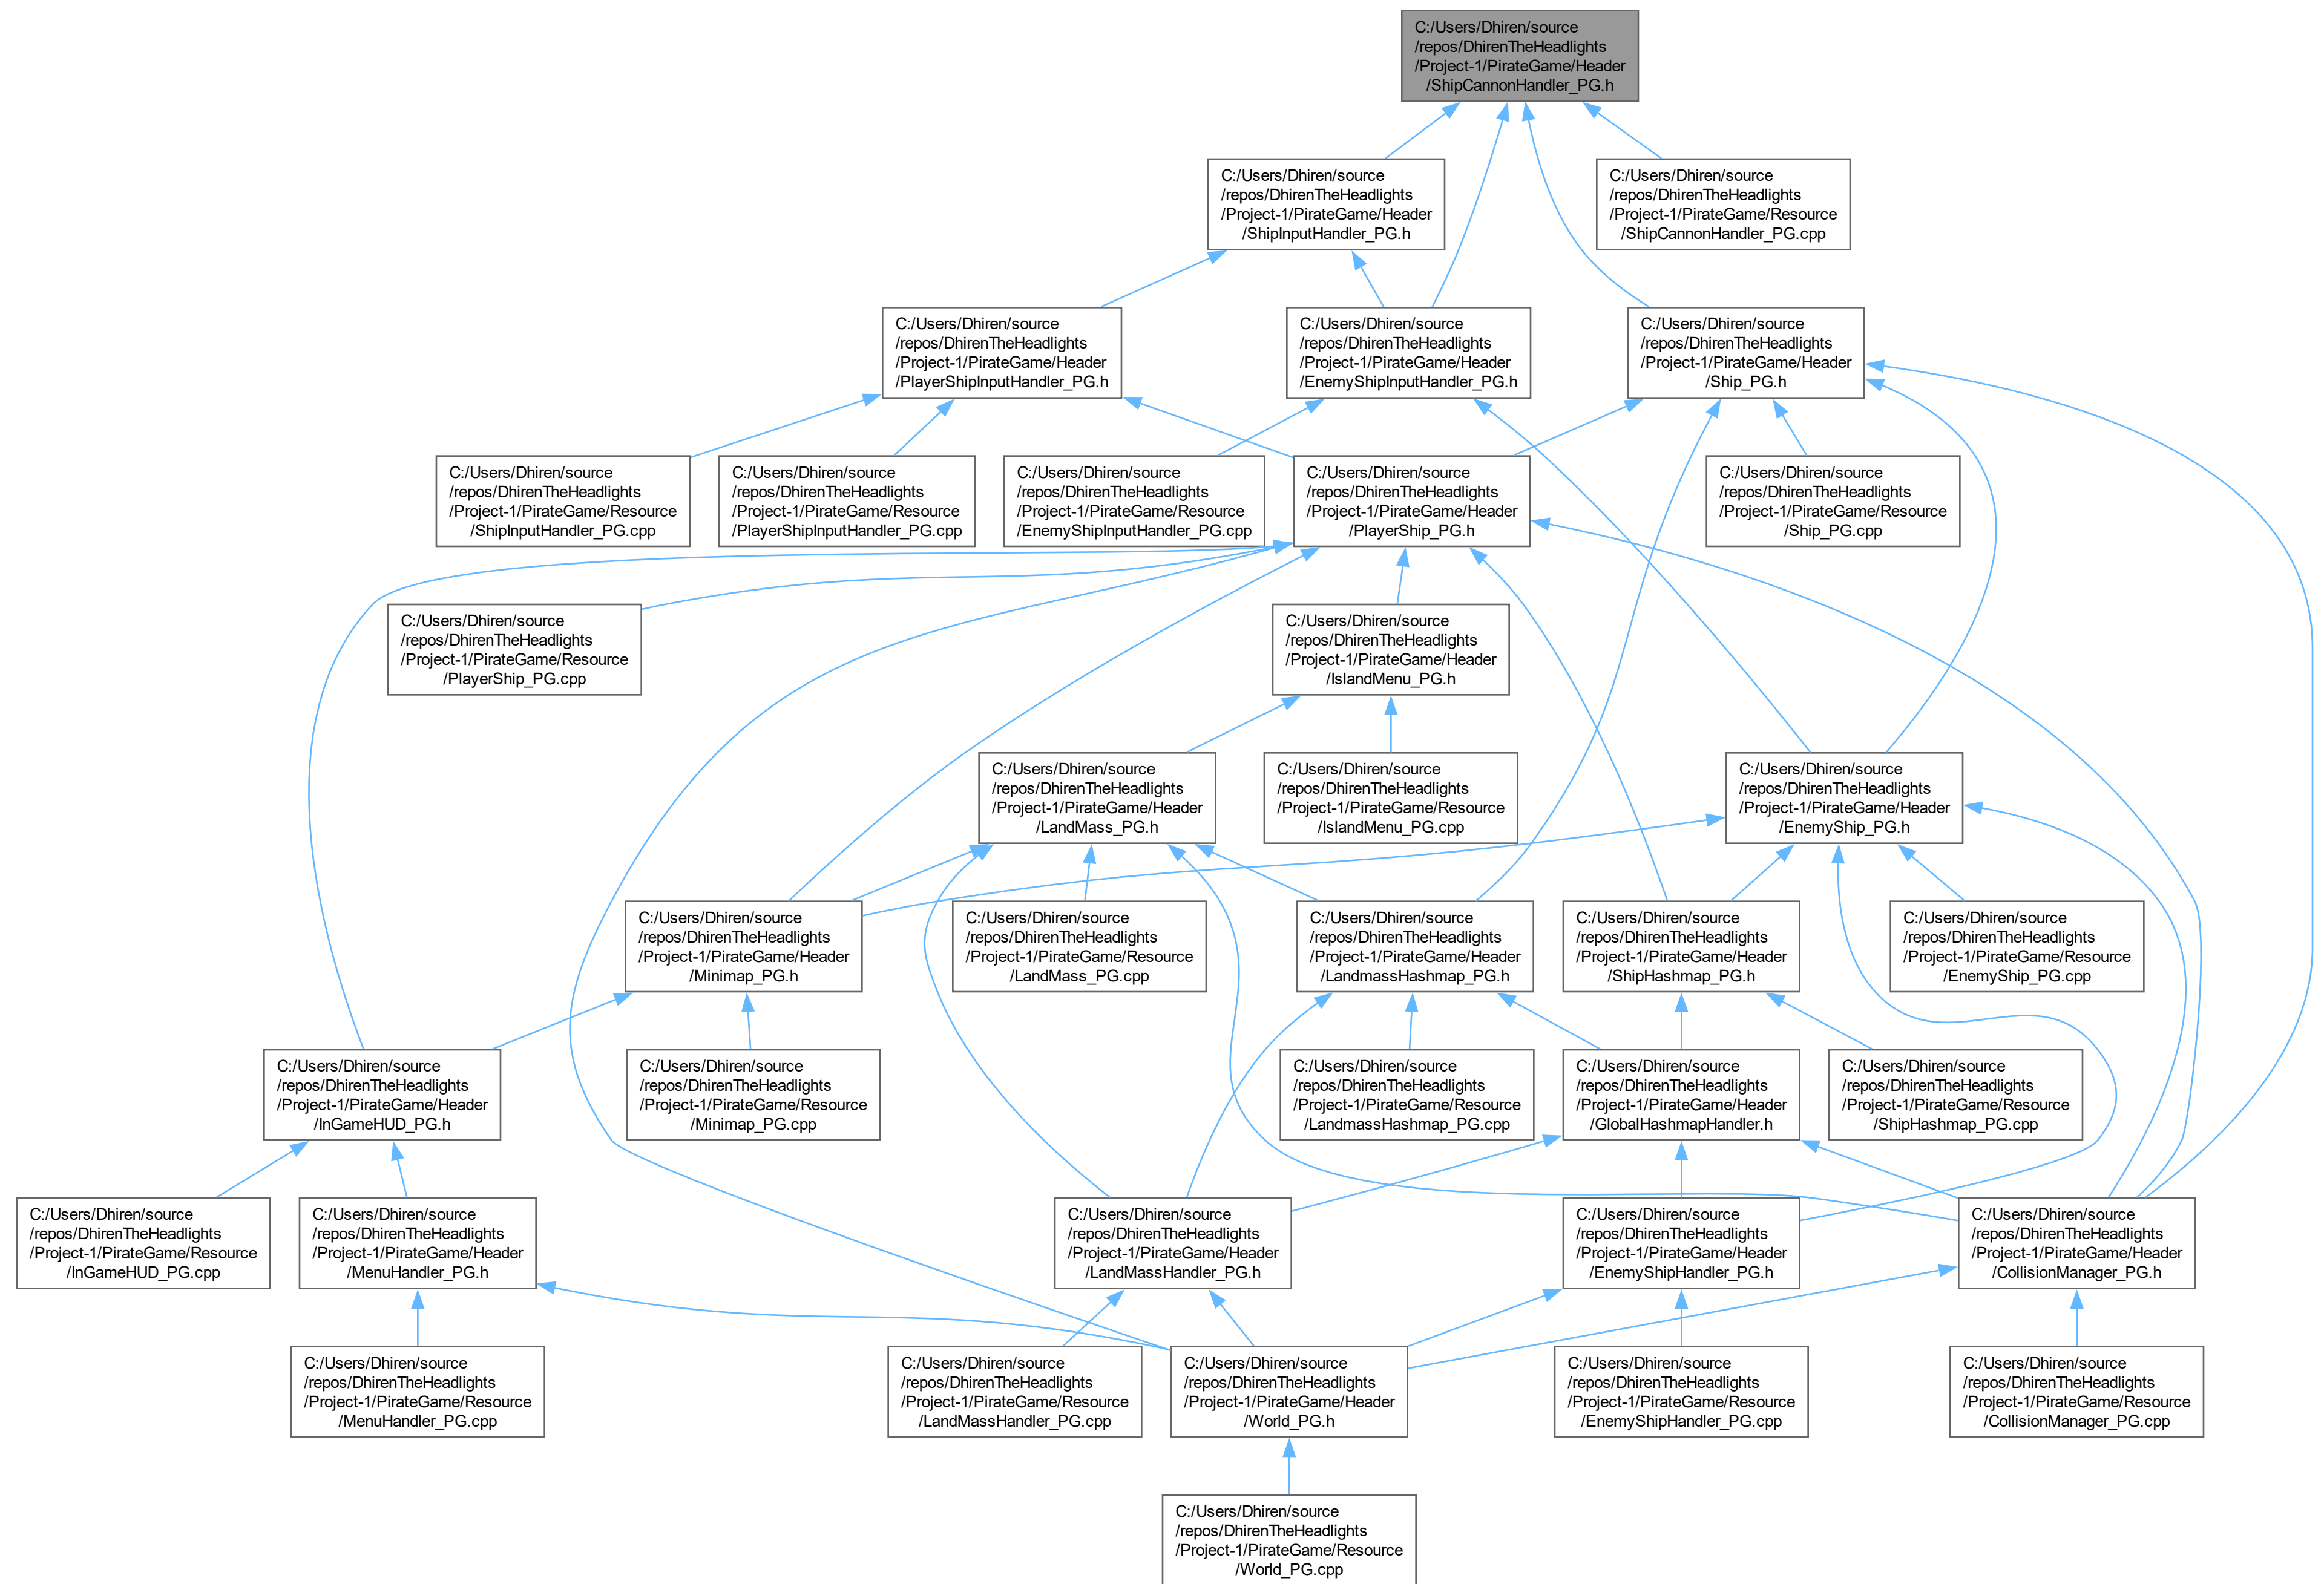 C:/Users/Dhiren/source
/repos/DhirenTheHeadlights
/Project-1/PirateGame/Header
/ShipCannonHandler_PG.h
C:/Users/Dhiren/source
/repos/DhirenTheHeadlights
/Project-1/PirateGame/Header
/ShipInputHandler_PG.h
C:/Users/Dhiren/source
/repos/DhirenTheHeadlights
/Project-1/PirateGame/Resource
/ShipCannonHandler_PG.cpp
C:/Users/Dhiren/source
/repos/DhirenTheHeadlights
/Project-1/PirateGame/Header
/PlayerShipInputHandler_PG.h
C:/Users/Dhiren/source
/repos/DhirenTheHeadlights
/Project-1/PirateGame/Header
/EnemyShipInputHandler_PG.h
C:/Users/Dhiren/source
/repos/DhirenTheHeadlights
/Project-1/PirateGame/Header
/Ship_PG.h
C:/Users/Dhiren/source
/repos/DhirenTheHeadlights
/Project-1/PirateGame/Resource
/ShipInputHandler_PG.cpp
C:/Users/Dhiren/source
/repos/DhirenTheHeadlights
/Project-1/PirateGame/Resource
/PlayerShipInputHandler_PG.cpp
C:/Users/Dhiren/source
/repos/DhirenTheHeadlights
/Project-1/PirateGame/Resource
/EnemyShipInputHandler_PG.cpp
C:/Users/Dhiren/source
/repos/DhirenTheHeadlights
/Project-1/PirateGame/Header
/PlayerShip_PG.h
C:/Users/Dhiren/source
/repos/DhirenTheHeadlights
/Project-1/PirateGame/Resource
/Ship_PG.cpp
C:/Users/Dhiren/source
/repos/DhirenTheHeadlights
/Project-1/PirateGame/Resource
/PlayerShip_PG.cpp
C:/Users/Dhiren/source
/repos/DhirenTheHeadlights
/Project-1/PirateGame/Header
/IslandMenu_PG.h
C:/Users/Dhiren/source
/repos/DhirenTheHeadlights
/Project-1/PirateGame/Header
/LandMass_PG.h
C:/Users/Dhiren/source
/repos/DhirenTheHeadlights
/Project-1/PirateGame/Resource
/IslandMenu_PG.cpp
C:/Users/Dhiren/source
/repos/DhirenTheHeadlights
/Project-1/PirateGame/Header
/EnemyShip_PG.h
C:/Users/Dhiren/source
/repos/DhirenTheHeadlights
/Project-1/PirateGame/Header
/Minimap_PG.h
C:/Users/Dhiren/source
/repos/DhirenTheHeadlights
/Project-1/PirateGame/Resource
/LandMass_PG.cpp
C:/Users/Dhiren/source
/repos/DhirenTheHeadlights
/Project-1/PirateGame/Header
/LandmassHashmap_PG.h
C:/Users/Dhiren/source
/repos/DhirenTheHeadlights
/Project-1/PirateGame/Header
/ShipHashmap_PG.h
C:/Users/Dhiren/source
/repos/DhirenTheHeadlights
/Project-1/PirateGame/Resource
/EnemyShip_PG.cpp
C:/Users/Dhiren/source
/repos/DhirenTheHeadlights
/Project-1/PirateGame/Header
/InGameHUD_PG.h
C:/Users/Dhiren/source
/repos/DhirenTheHeadlights
/Project-1/PirateGame/Resource
/Minimap_PG.cpp
C:/Users/Dhiren/source
/repos/DhirenTheHeadlights
/Project-1/PirateGame/Resource
/LandmassHashmap_PG.cpp
C:/Users/Dhiren/source
/repos/DhirenTheHeadlights
/Project-1/PirateGame/Header
/GlobalHashmapHandler.h
C:/Users/Dhiren/source
/repos/DhirenTheHeadlights
/Project-1/PirateGame/Resource
/ShipHashmap_PG.cpp
C:/Users/Dhiren/source
/repos/DhirenTheHeadlights
/Project-1/PirateGame/Resource
/InGameHUD_PG.cpp
C:/Users/Dhiren/source
/repos/DhirenTheHeadlights
/Project-1/PirateGame/Header
/MenuHandler_PG.h
C:/Users/Dhiren/source
/repos/DhirenTheHeadlights
/Project-1/PirateGame/Header
/LandMassHandler_PG.h
C:/Users/Dhiren/source
/repos/DhirenTheHeadlights
/Project-1/PirateGame/Header
/EnemyShipHandler_PG.h
C:/Users/Dhiren/source
/repos/DhirenTheHeadlights
/Project-1/PirateGame/Header
/CollisionManager_PG.h
C:/Users/Dhiren/source
/repos/DhirenTheHeadlights
/Project-1/PirateGame/Resource
/MenuHandler_PG.cpp
C:/Users/Dhiren/source
/repos/DhirenTheHeadlights
/Project-1/PirateGame/Resource
/LandMassHandler_PG.cpp
C:/Users/Dhiren/source
/repos/DhirenTheHeadlights
/Project-1/PirateGame/Header
/World_PG.h
C:/Users/Dhiren/source
/repos/DhirenTheHeadlights
/Project-1/PirateGame/Resource
/EnemyShipHandler_PG.cpp
C:/Users/Dhiren/source
/repos/DhirenTheHeadlights
/Project-1/PirateGame/Resource
/CollisionManager_PG.cpp
C:/Users/Dhiren/source
/repos/DhirenTheHeadlights
/Project-1/PirateGame/Resource
/World_PG.cpp